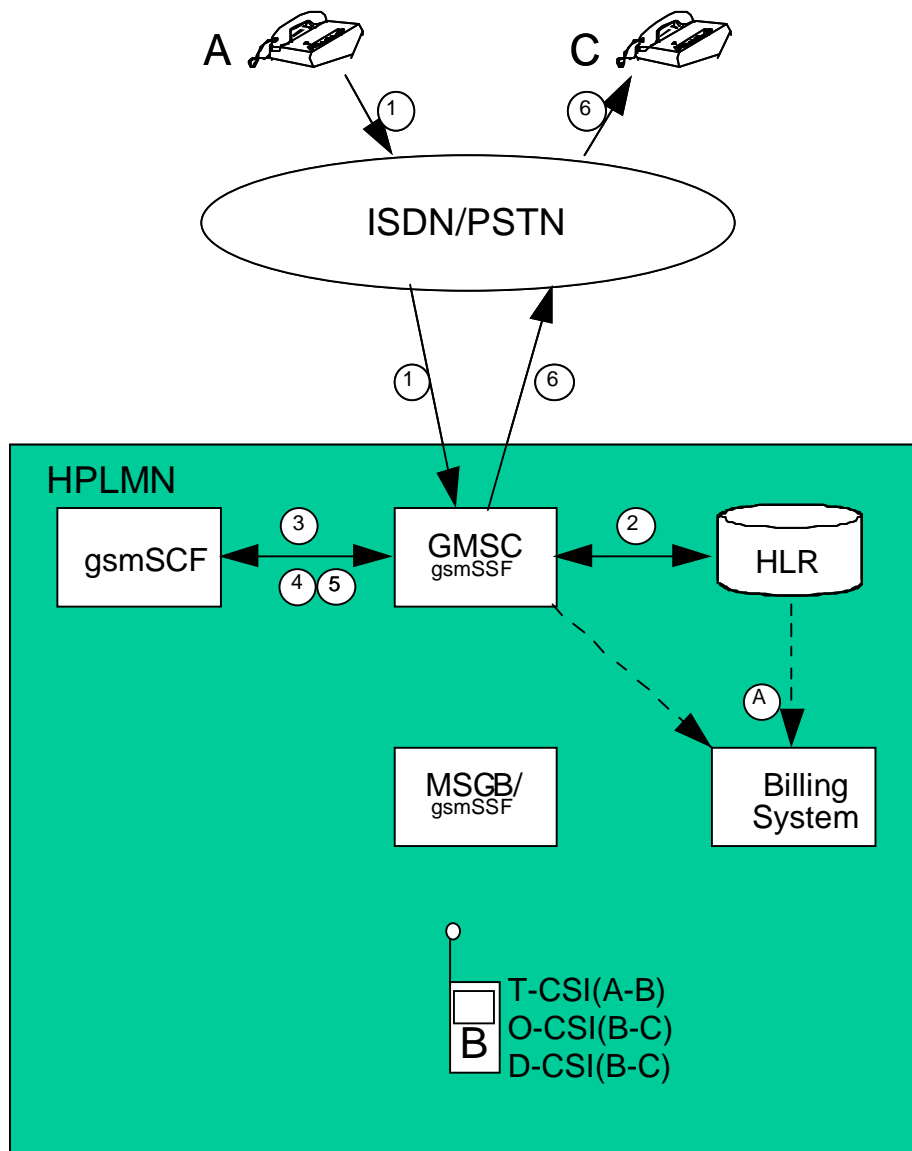 A
C
1
6
ISDN/PSTN
1
6
HPLMN
gsmSCF
3
4
5
GMSC
gsmSSF
2
HLR
A
MSCB/
gsmSSF
Billing
System
B
T-CSI(A-B)
O-CSI(B-C)
D-CSI(B-C)